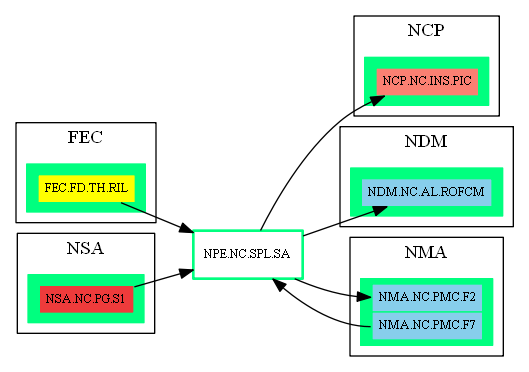 NCP
NCP.NC.INS.PIC
FEC
FEC.FD.TH.RIL
NDM
NDM.NC.AL.ROFCM
NSA
NSA.NC.PG.S1
NPE.NC.SPL.SA
NMA
NMA.NC.PMC.F2
NMA.NC.PMC.F7